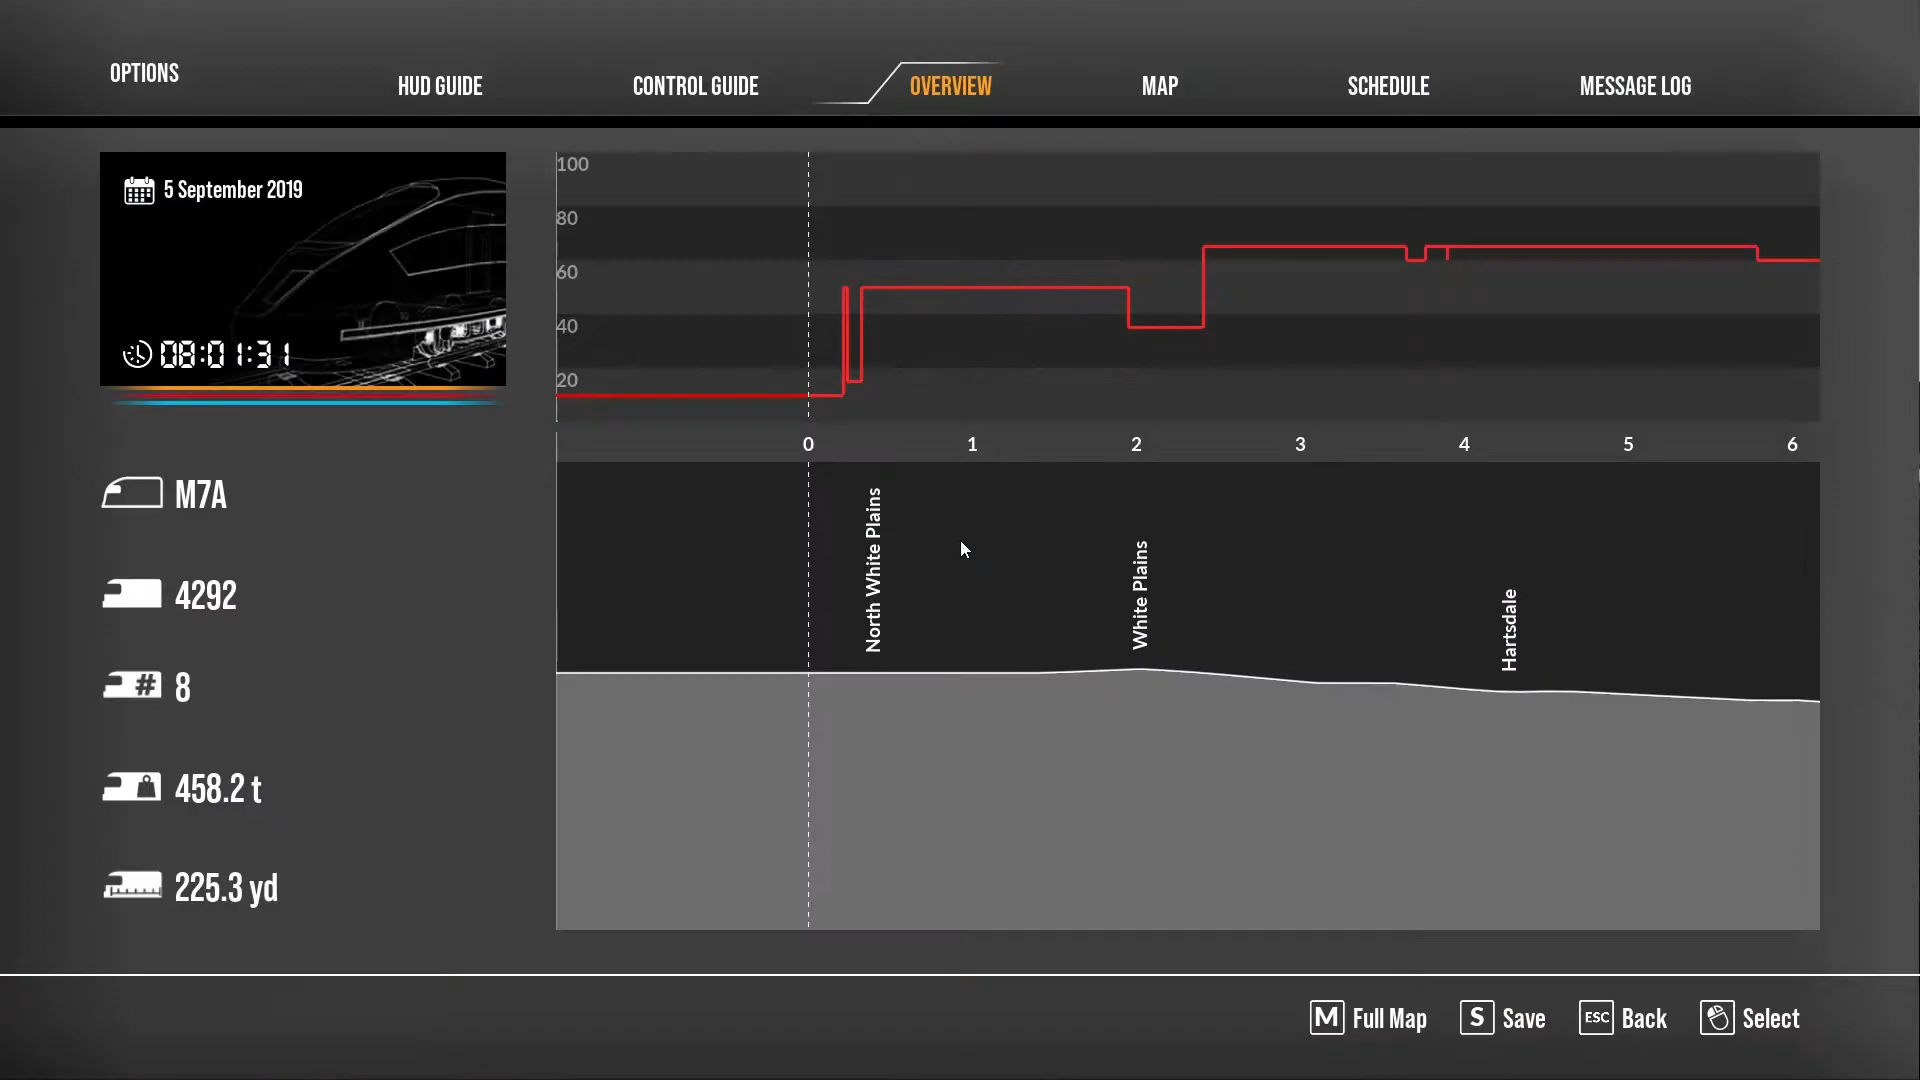 OPTIONS
HUD GUIDE
CONTROL GUIDE
OVERVIEW
MAP
SCHEDULE
MESSAGE LOG
5 September 2019
08:01:31
M7A
4292
# 8
458.2 t
225.3 yd
100
80
60
40
20
0 1 2 3 4 5 6
North White Plains
White Plains
Hartsdale
M Full Map
S Save
ESC Back
Select